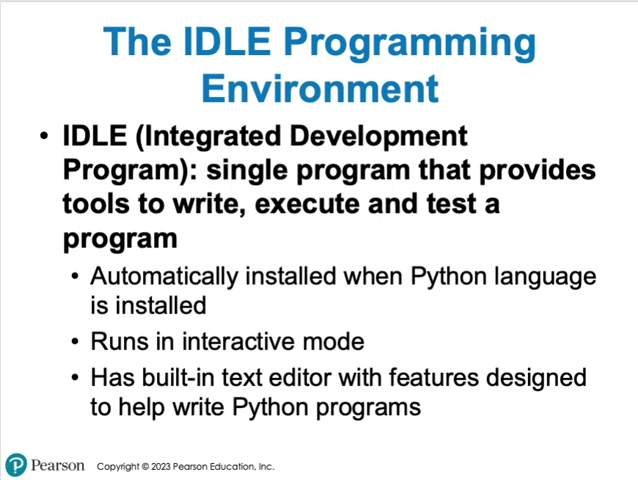 The IDLE Programming
Environment
• IDLE (Integrated Development
Program): single program that provides
tools to write, execute and test a
program
• Automatically installed when Python language
is installed
• Runs in interactive mode
• Has built-in text editor with features designed
to help write Python programs
P Pearson Copyright © 2023 Pearson Education, Inc.